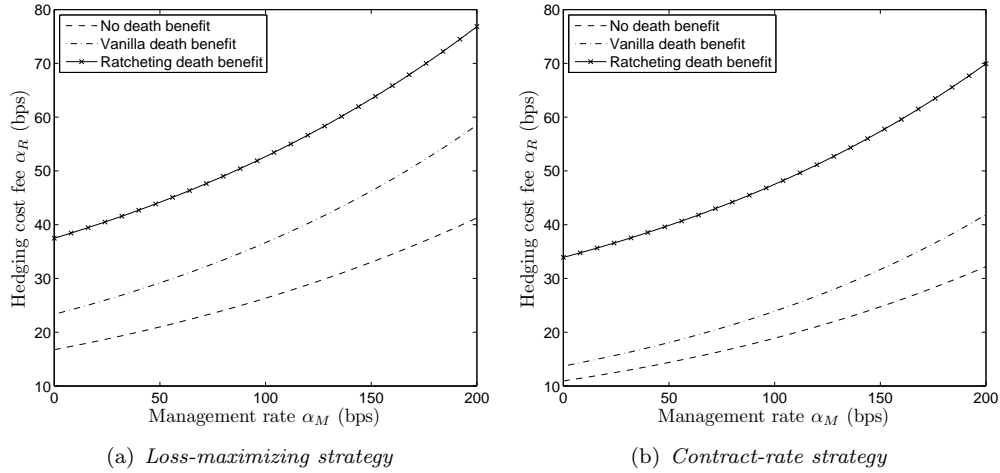 No death benefit
Vanilla death benefit
Ratcheting death benefit
80
70
60
50
40
30
20
10
0
50
100
150
200
Hedging cost fee α_R (bps)
Management rate α_M (bps)
(a) Loss-maximizing strategy
No death benefit
Vanilla death benefit
Ratcheting death benefit
80
70
60
50
40
30
20
10
0
50
100
150
200
Hedging cost fee α_R (bps)
Management rate α_M (bps)
(b) Contract-rate strategy